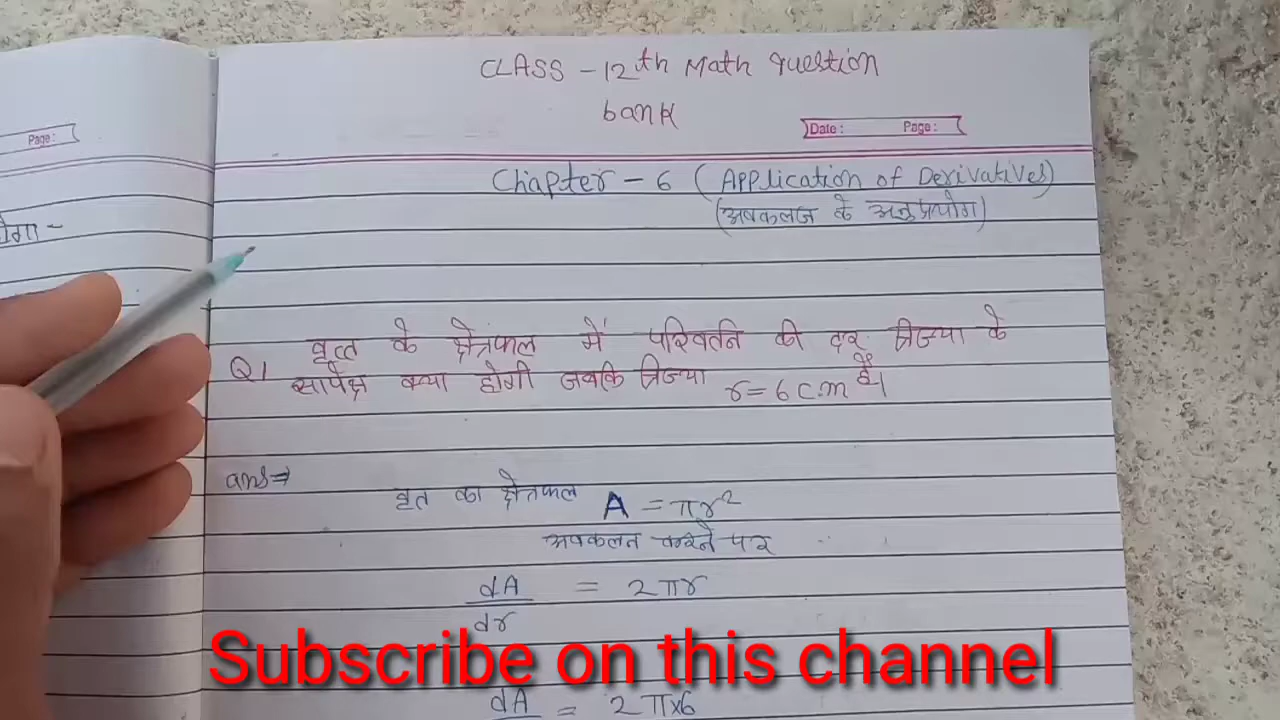 CLASS - 12th Math question
bank
Page:
Date: Page:
Chapter - 6 (Application of Derivatives)
(अवकलज के अनुप्रयोग)
होगा -
Q1 वृत्त के क्षेत्रफल में परिवर्तन की दर त्रिज्या के
सापेक्ष क्या होगी जबकि त्रिज्या r = 6 c.m है।
ans⇒
वृत का क्षेत्रफल A = πr²
अवकलन करने पर
dA/dr = 2πr
Subscribe on this channel
dA = 2π×6